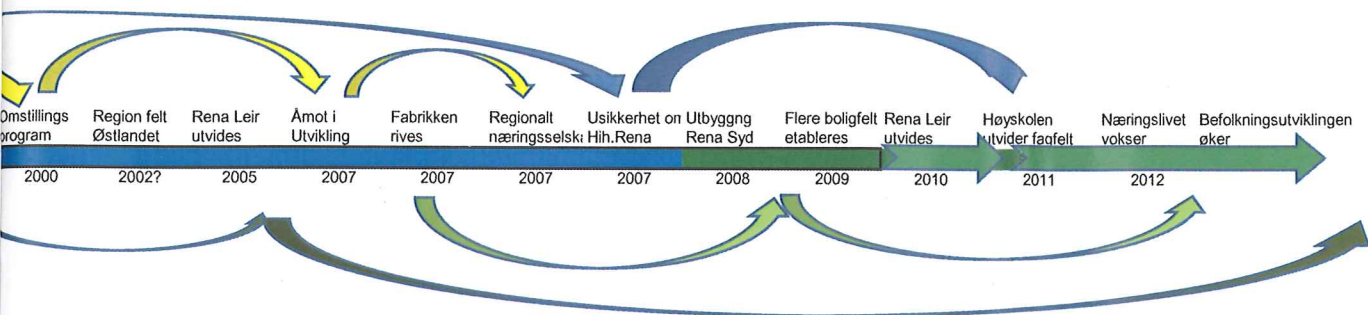 Omstillings
program
Region felt
Østlandet
Rena Leir
utvides
Åmot i
Utvikling
Fabrikken
rives
Regionalt
næringsselsk
Usikkerhet on
Hih.Rena
Utbyggng
Rena Syd
Flere boligfelt
etableres
Rena Leir
utvides
Høyskolen
utvider fagfelt
Næringslivet
vokser
Befolkningsutviklingen
øker
2000
2002?
2005
2007
2007
2007
2007
2008
2009
2010
2011
2012